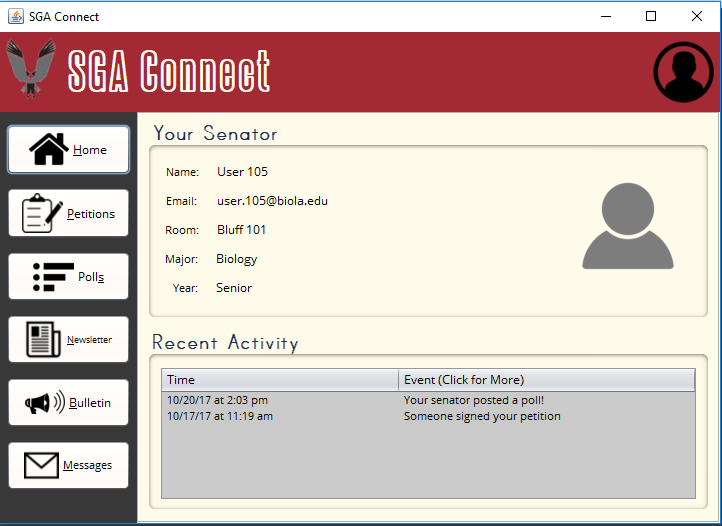 SGA Connect
SGA Connect
Home
Petitions
Polls
Newsletter
Bulletin
Messages
Your Senator
Name: User 105
Email: user.105@biola.edu
Room: Bluff 101
Major: Biology
Year: Senior
Recent Activity
Time Event (Click for More)
10/20/17 at 2:03 pm Your senator posted a poll!
10/17/17 at 11:19 am Someone signed your petition